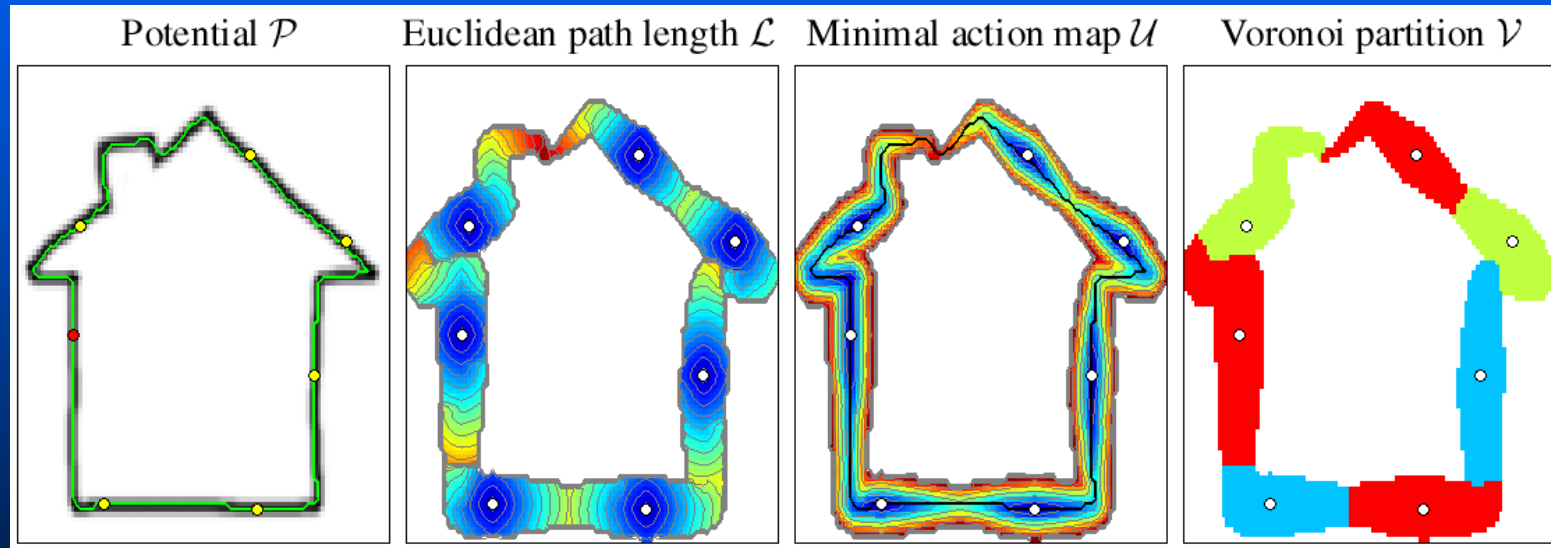 Potential 𝒫 Euclidean path length ℒ Minimal action map 𝒰 Voronoi partition 𝒱